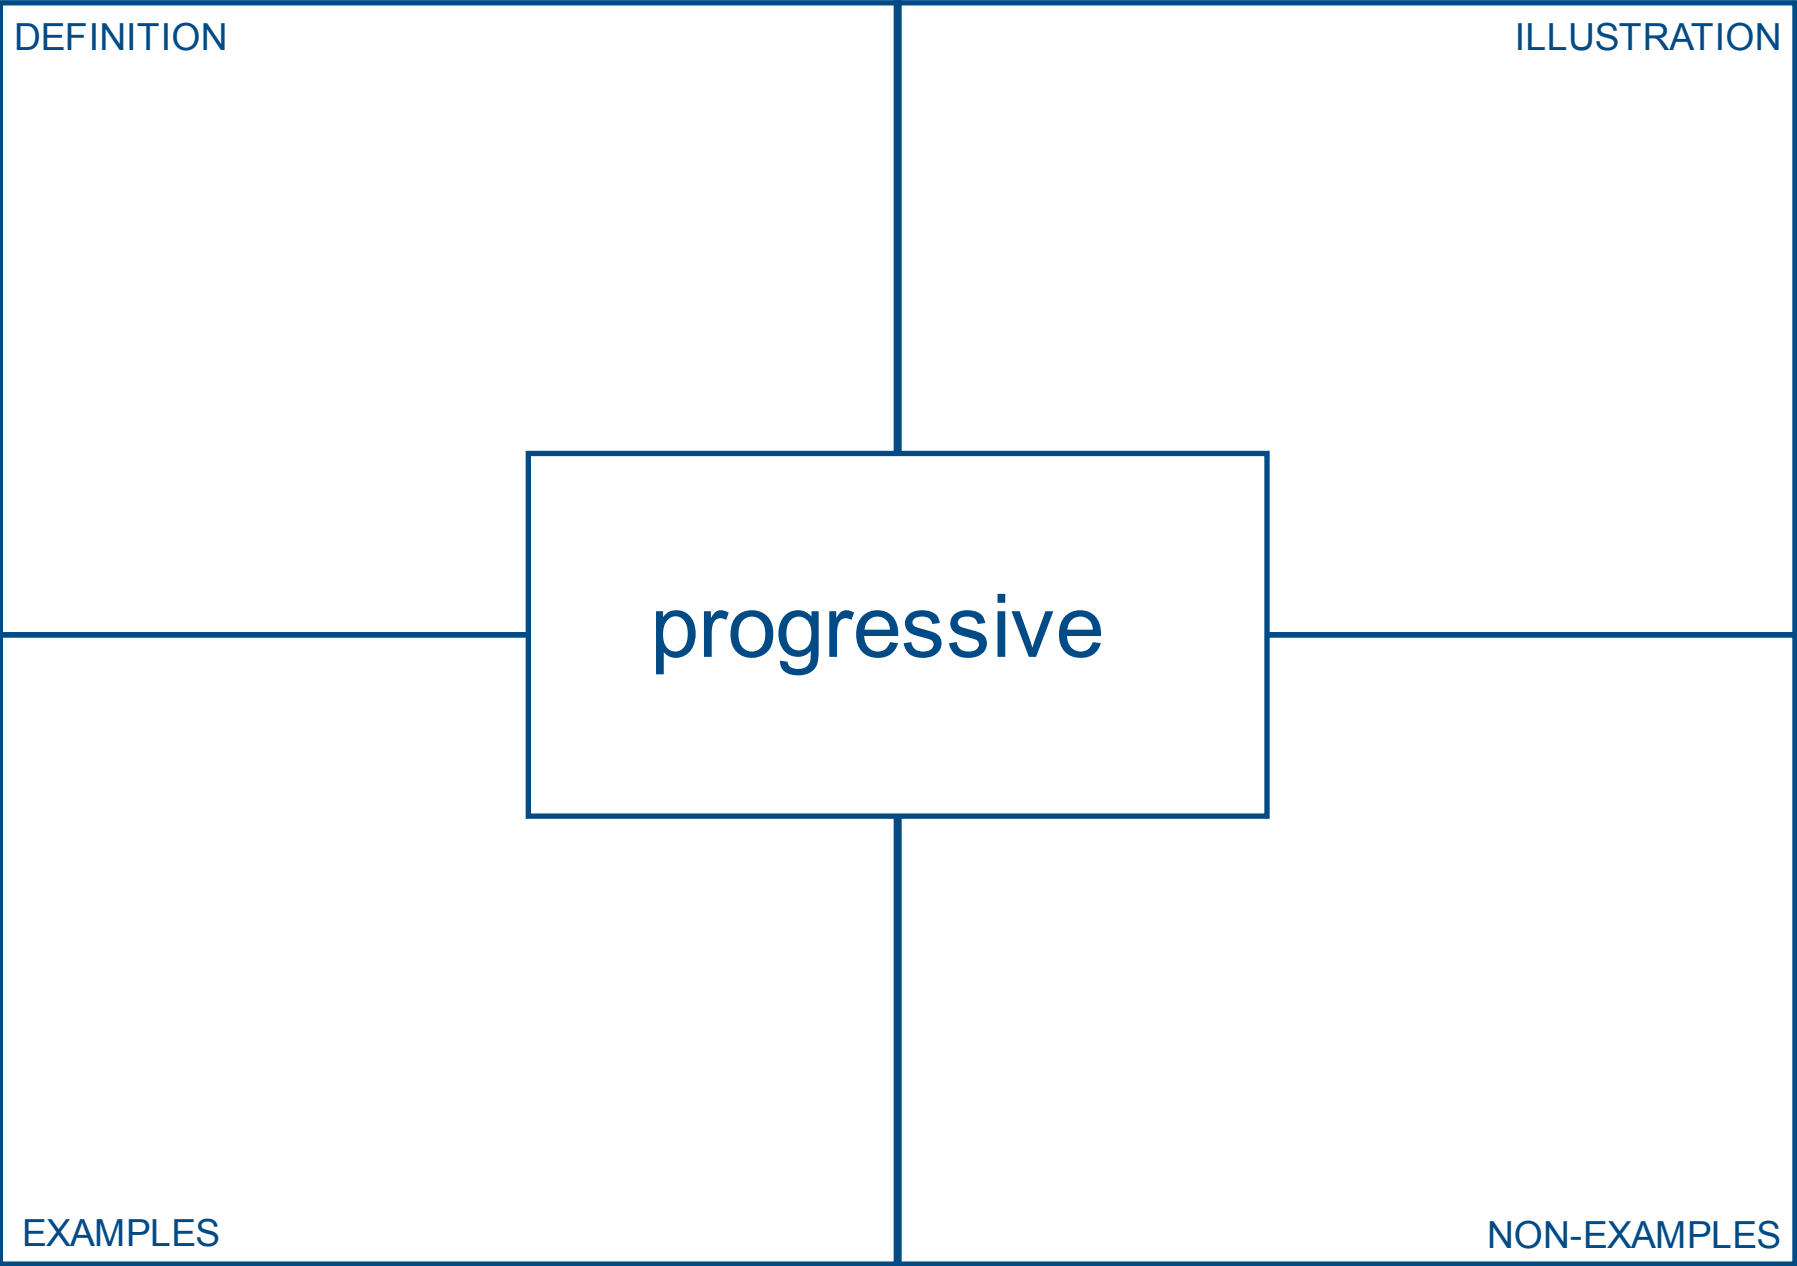 DEFINITION
ILLUSTRATION
progressive
EXAMPLES
NON-EXAMPLES